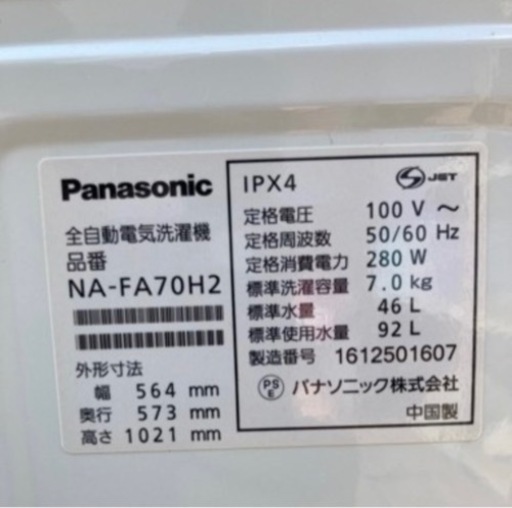 Panasonic
全自動電気洗濯機
品番
NA-FA70H2
外形寸法
幅 564 mm
奥行 573 mm
高さ 1021 mm
IPX4 JET
定格電圧 100 V ～
定格周波数 50/60 Hz
定格消費電力 280 W
標準洗濯容量 7.0 kg
標準水量 46 L
標準使用水量 92 L
製造番号 1612501607
PSE パナソニック株式会社
中国製